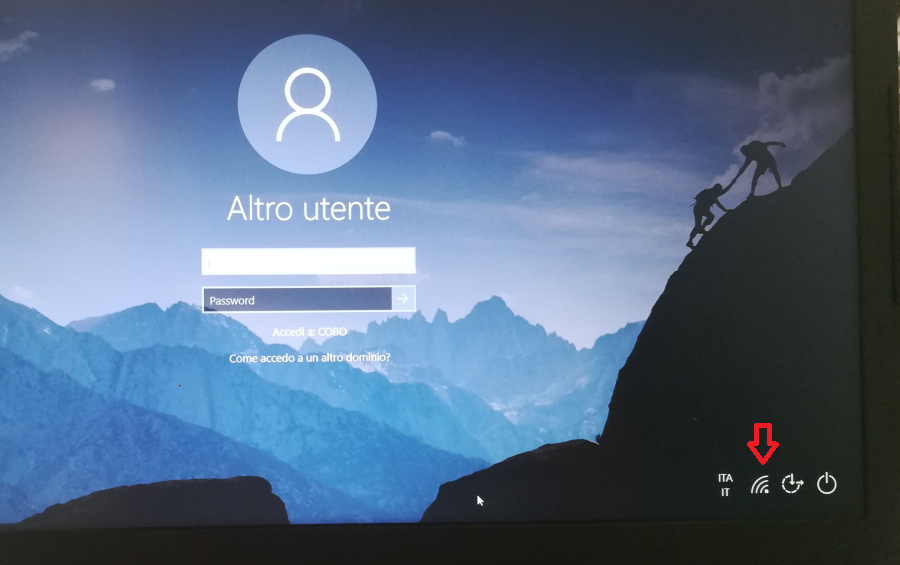 Altro utente
Password
Accedi a: COBO
Come accedo a un altro dominio?
ITA
IT